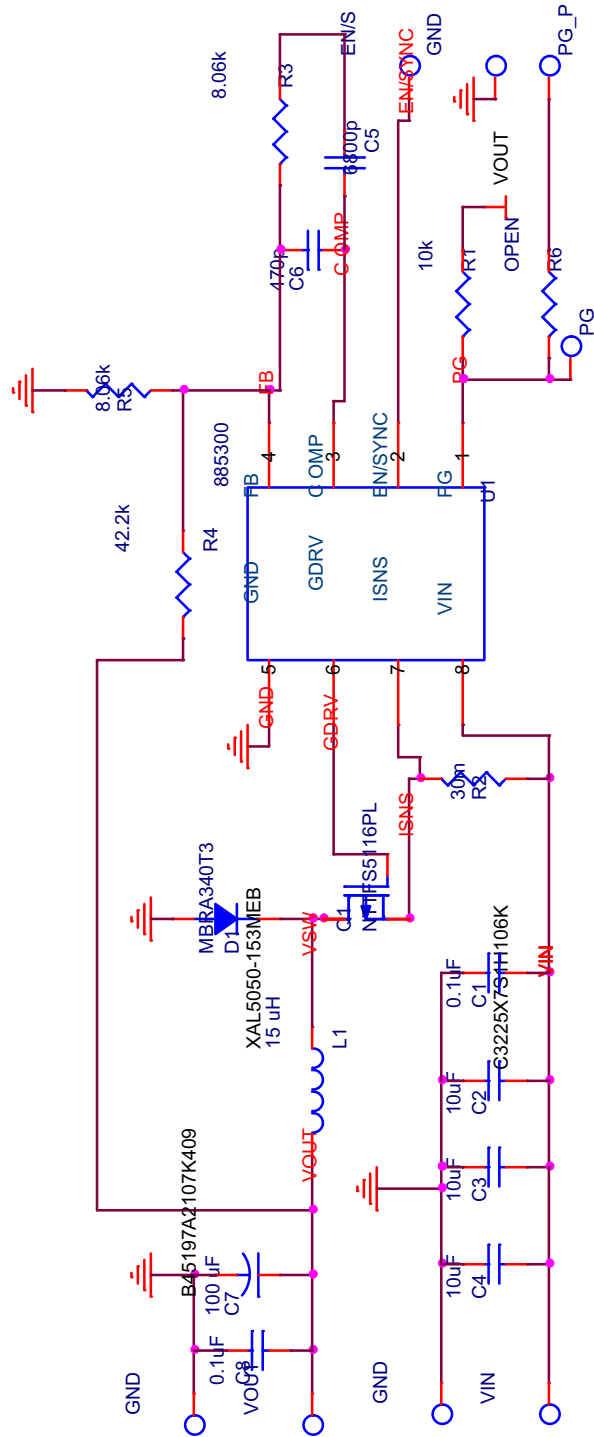 8.06k
R3
EN/S
GND
EN/SYNC
PG_P
6800p
C5
470p
C6
COMP
10k
R1
VOUT
OPEN
R6
PG
PG
8.06k
R5
FB
885300
42.2k
R4
4
3
2
1
FB
COMP
EN/SYNC
PG
U1
GND
GDRV
ISNS
VIN
5
6
7
8
GND
GDRV
ISNS
30m
R2
MBRA340T3
D1
VSW
Q1
NTTFS5116PL
XAL5050-153MEB
15 uH
L1
VOUT
0.1uF
C1
C3225X7S1H106K
VIN
10uF
C2
10uF
C3
10uF
C4
B45197A2107K409
100 uF
C7
0.1uF
C8
GND
VOUT
GND
VIN